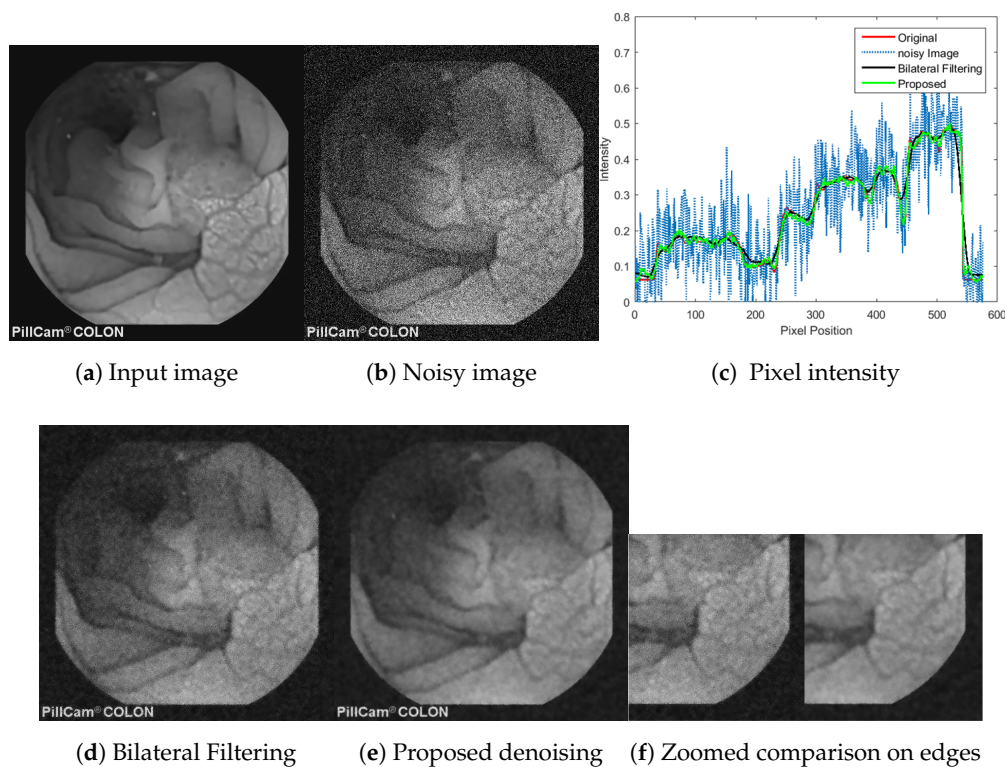 0.8
0.7
0.6
0.5
0.4
0.3
0.2
0.1
0
Intensity
Original
noisy Image
Bilateral Filtering
Proposed
0 100 200 300 400 500 600
Pixel Position
PillCam® COLON
PillCam® COLON
(a) Input image
(b) Noisy image
(c) Pixel intensity
PillCam® COLON
PillCam® COLON
(d) Bilateral Filtering
(e) Proposed denoising
(f) Zoomed comparison on edges